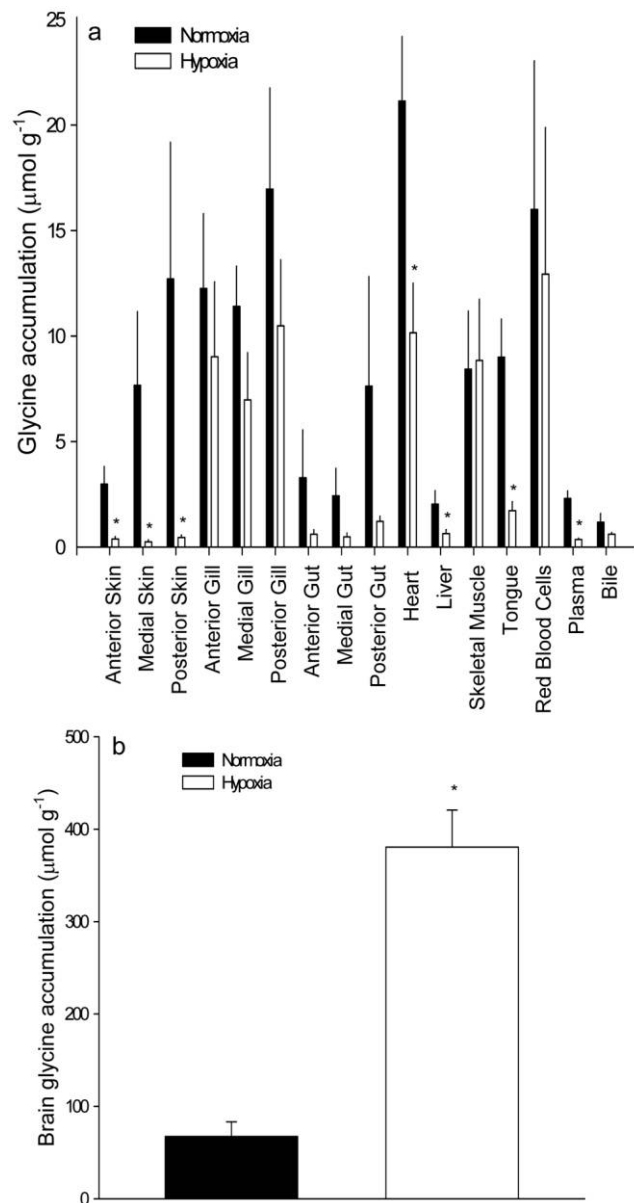 a
Normoxia
Hypoxia
Glycine accumulation (μmol g⁻¹)
25
20
15
10
5
0
*
*
*
*
*
*
*
Anterior Skin
Medial Skin
Posterior Skin
Anterior Gill
Medial Gill
Posterior Gill
Anterior Gut
Medial Gut
Posterior Gut
Heart
Liver
Skeletal Muscle
Tongue
Red Blood Cells
Plasma
Bile
b
Normoxia
Hypoxia
Brain glycine accumulation (μmol g⁻¹)
500
400
300
200
100
0
*